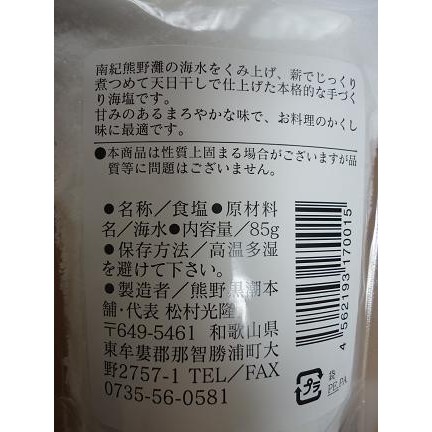 南紀熊野灘の海水をくみ上げ、薪でじっくり
煮つめて天日干しで仕上げた本格的な手づく
り海塩です。
甘みのあるまろやかな味で、お料理のかくし
味に最適です。
●本商品は性質上固まる場合がございますが品
質等に問題はございません。
●名称/食塩●原材料
名/海水●内容量/85g
●保存方法/高温多湿
を避けて下さい。
●製造者/熊野黒潮本
舗・代表 松村光隆
〒649-5461 和歌山県
東牟婁郡那智勝浦町大
野2757-1 TEL/FAX
0735-56-0581
4 562193 170015
プラ
袋
PE,PA